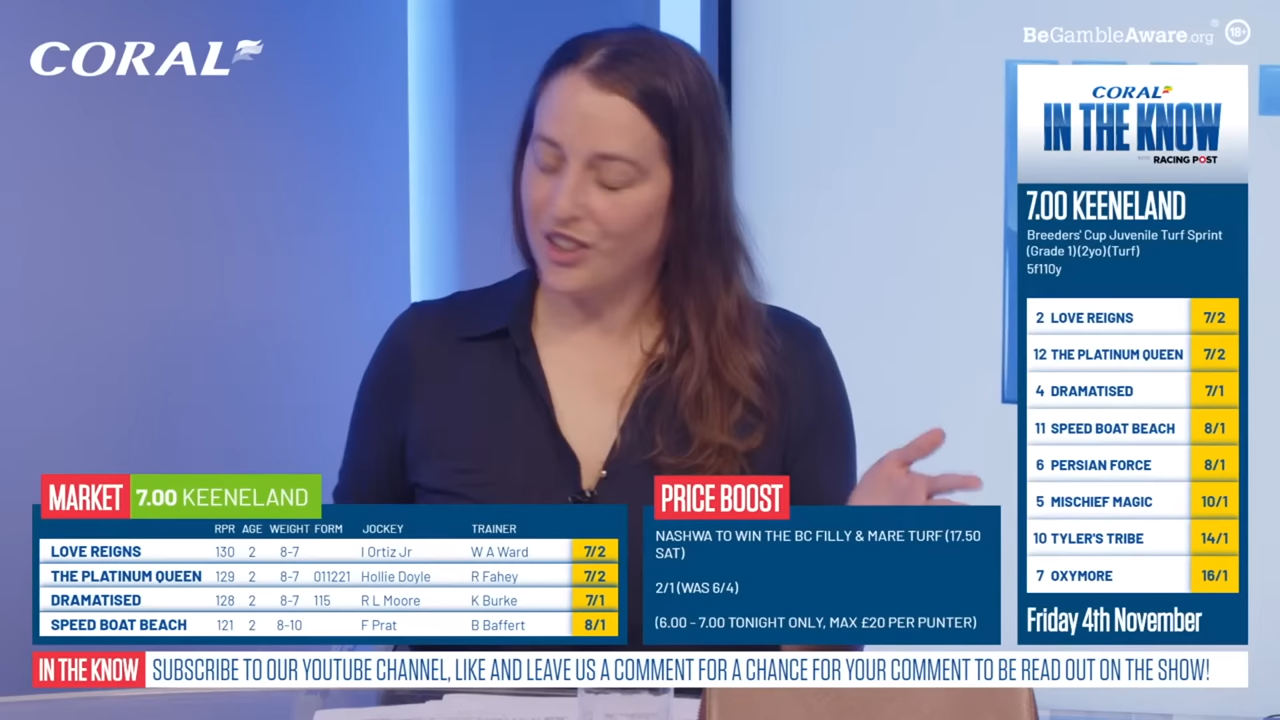 CORAL
BeGambleAware.org® 18+
CORAL
IN THE KNOW
WITH RACING POST
7.00 KEENELAND
Breeders' Cup Juvenile Turf Sprint
(Grade 1)(2yo)(Turf)
5f110y
2 LOVE REIGNS 7/2
12 THE PLATINUM QUEEN 7/2
4 DRAMATISED 7/1
11 SPEED BOAT BEACH 8/1
6 PERSIAN FORCE 8/1
5 MISCHIEF MAGIC 10/1
10 TYLER'S TRIBE 14/1
7 OXYMORE 16/1
Friday 4th November
MARKET 7.00 KEENELAND
RPR AGE WEIGHT FORM JOCKEY TRAINER
LOVE REIGNS 130 2 8-7 I Ortiz Jr W A Ward 7/2
THE PLATINUM QUEEN 129 2 8-7 011221 Hollie Doyle R Fahey 7/2
DRAMATISED 128 2 8-7 115 R L Moore K Burke 7/1
SPEED BOAT BEACH 121 2 8-10 F Prat B Baffert 8/1
PRICE BOOST
NASHWA TO WIN THE BC FILLY & MARE TURF (17.50
SAT)
2/1 (WAS 6/4)
(6.00 - 7.00 TONIGHT ONLY, MAX £20 PER PUNTER)
IN THE KNOW SUBSCRIBE TO OUR YOUTUBE CHANNEL, LIKE AND LEAVE US A COMMENT FOR A CHANCE FOR YOUR COMMENT TO BE READ OUT ON THE SHOW!